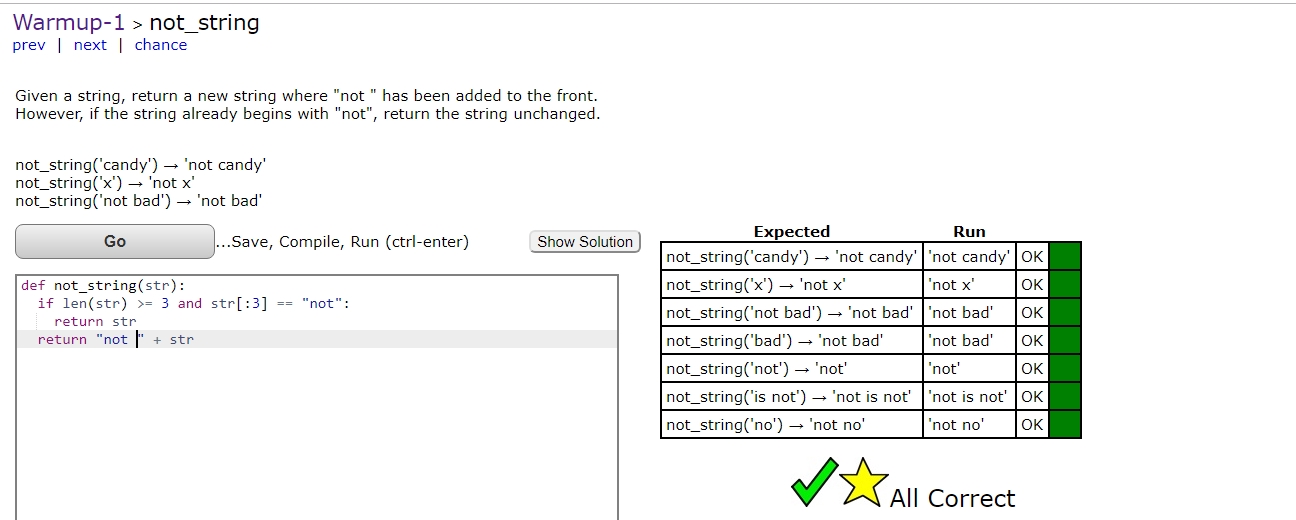 Warmup-1 > not_string
prev | next | chance
Given a string, return a new string where "not " has been added to the front.
However, if the string already begins with "not", return the string unchanged.
not_string('candy') → 'not candy'
not_string('x') → 'not x'
not_string('not bad') → 'not bad'
Go ...Save, Compile, Run (ctrl-enter) Show Solution
def not_string(str):
  if len(str) >= 3 and str[:3] == "not":
    return str
  return "not " + str
Expected Run
not_string('candy') → 'not candy' 'not candy' OK
not_string('x') → 'not x' 'not x' OK
not_string('not bad') → 'not bad' 'not bad' OK
not_string('bad') → 'not bad' 'not bad' OK
not_string('not') → 'not' 'not' OK
not_string('is not') → 'not is not' 'not is not' OK
not_string('no') → 'not no' 'not no' OK
All Correct